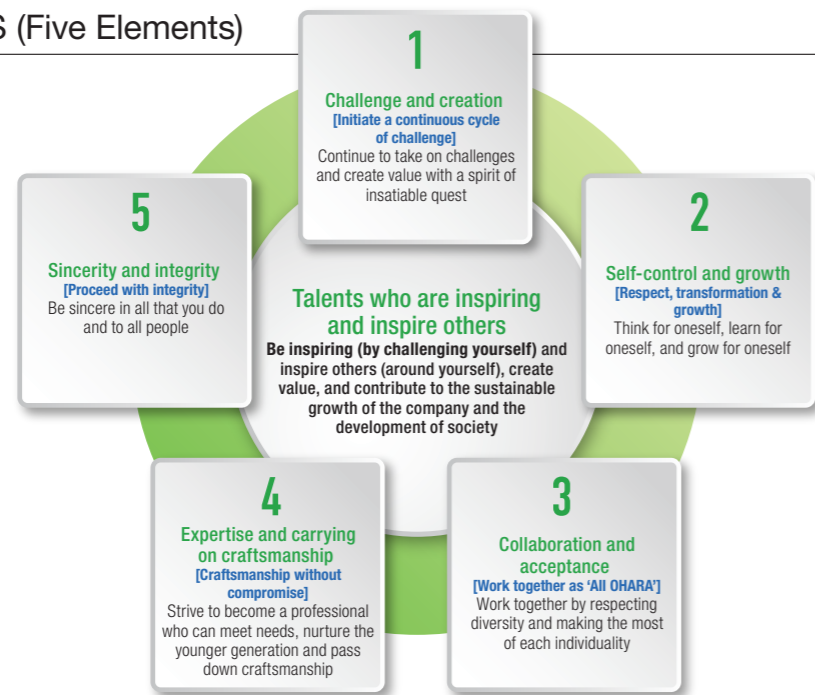 S (Five Elements)
1
Challenge and creation
[Initiate a continuous cycle
of challenge]
Continue to take on challenges
and create value with a spirit of
insatiable quest
2
Self-control and growth
[Respect, transformation &
growth]
Think for oneself, learn for
oneself, and grow for oneself
3
Collaboration and
acceptance
[Work together as ‘All OHARA’]
Work together by respecting
diversity and making the most
of each individuality
4
Expertise and carrying
on craftsmanship
[Craftsmanship without
compromise]
Strive to become a professional
who can meet needs, nurture the
younger generation and pass
down craftsmanship
5
Sincerity and integrity
[Proceed with integrity]
Be sincere in all that you do
and to all people
Talents who are inspiring
and inspire others
Be inspiring (by challenging yourself) and
inspire others (around yourself), create
value, and contribute to the sustainable
growth of the company and the
development of society